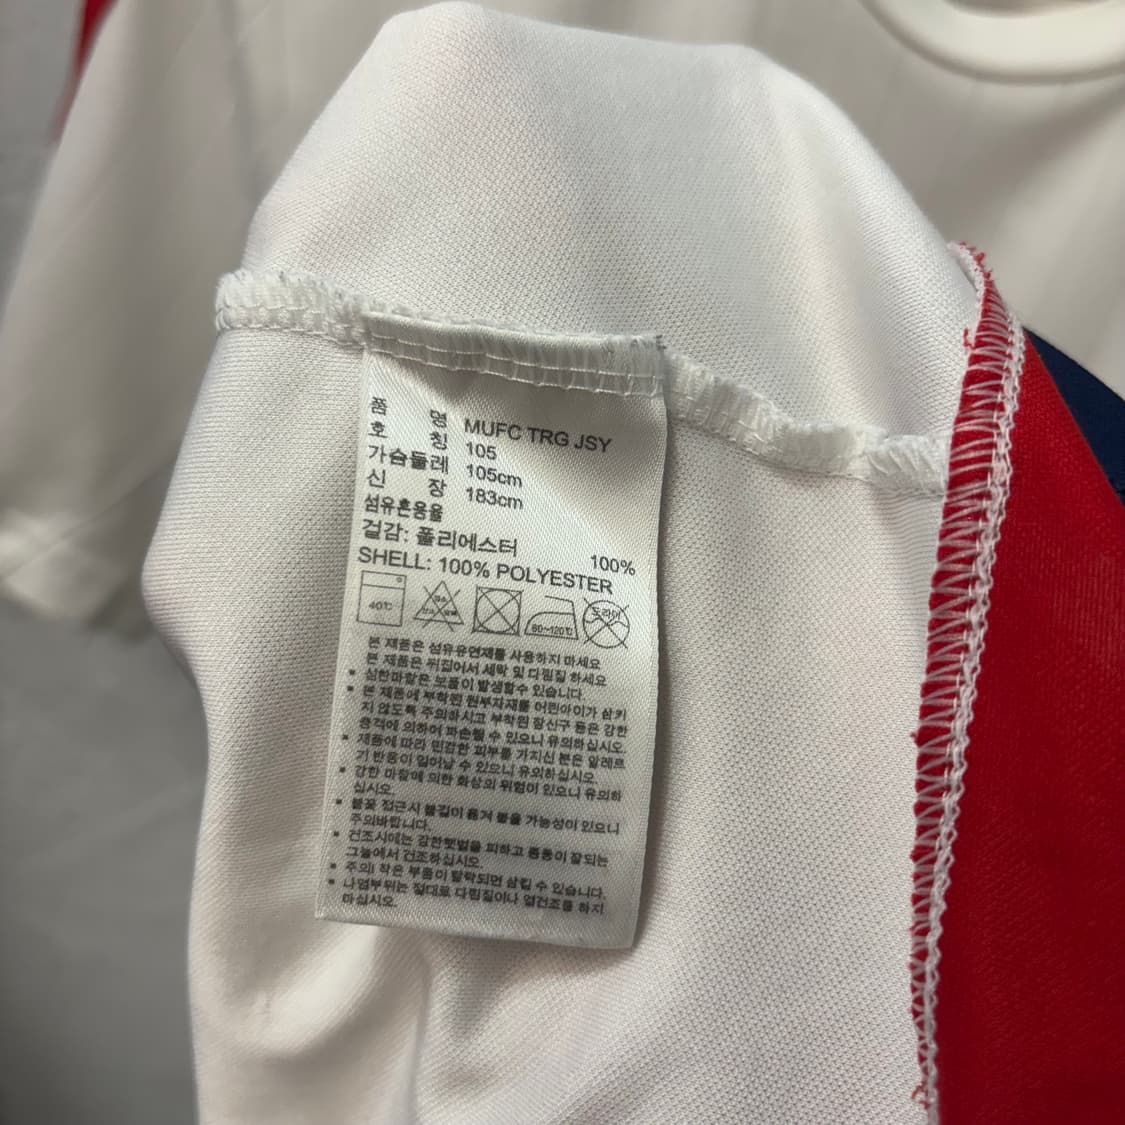 품 명 MUFC TRG JSY
호 칭 105
가슴둘레 105cm
신 장 183cm
섬유혼용율
겉감: 폴리에스터 100%
SHELL: 100% POLYESTER
40℃ 80~120℃ 드라이
본 제품은 섬유유연제를 사용하지 마세요
본 제품은 뒤집어서 세탁 및 다림질 하세요
• 심한마찰은 보풀이 발생할수 있습니다.
• 본 제품에 부착된 원부자재를 어린아이가 삼키
지 않도록 주의하시고 부착된 장신구 등은 강한
충격에 의하여 파손될 수 있으니 유의하십시오.
• 제품에 따라 민감한 피부를 가지신 분은 알레르
기 반응이 일어날 수 있으니 유의하십시오.
• 강한 마찰에 의한 화상의 위험이 있으니 유의하
십시오.
• 불꽃 접근시 불길이 옮겨 붙을 가능성이 있으니
주의바랍니다.
• 건조시에는 강한햇볕을 피하고 통풍이 잘되는
그늘에서 건조하십시오.
• 주의! 작은 부품이 탈락되면 삼킬 수 있습니다.
• 나염부위는 절대로 다림질이나 열건조를 하지
마십시오.